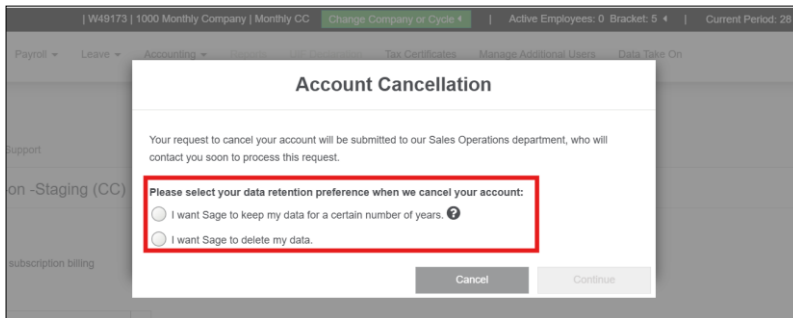 | W49173 | 1000 Monthly Company | Monthly CC Change Company or Cycle | Active Employees: 0 Bracket: 5 | Current Period: 28
Payroll Leave Accounting Reports Tax Certificates Manage Additional Users Data Take On
Account Cancellation
Your request to cancel your account will be submitted to our Sales Operations department, who will
contact you soon to process this request.
Support
-on -Staging (CC)
Please select your data retention preference when we cancel your account:
I want Sage to keep my data for a certain number of years. ?
I want Sage to delete my data.
subscription billing
Cancel Continue